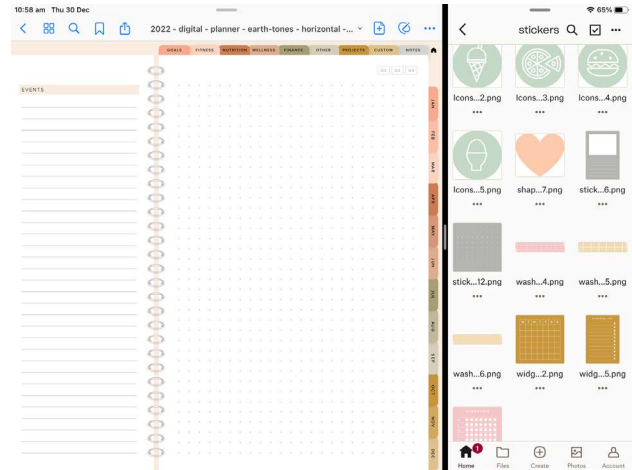 10:58 am Thu 30 Dec
65%
2022 - digital - planner - earth-tones - horizontal -...
stickers
GOALS FITNESS NUTRITION WELLNESS FINANCE OTHER PROJECTS CUSTOM NOTES
EVENTS
JAN
FEB
MAR
APR
MAY
JUN
JUL
AUG
SEP
OCT
NOV
DEC
Icons...2.png Icons...3.png Icons...4.png
Icons...5.png shap...7.png stick...6.png
stick...12.png wash...4.png wash...5.png
wash...6.png widg...2.png widg...5.png
1
Home Files Create Photos Account